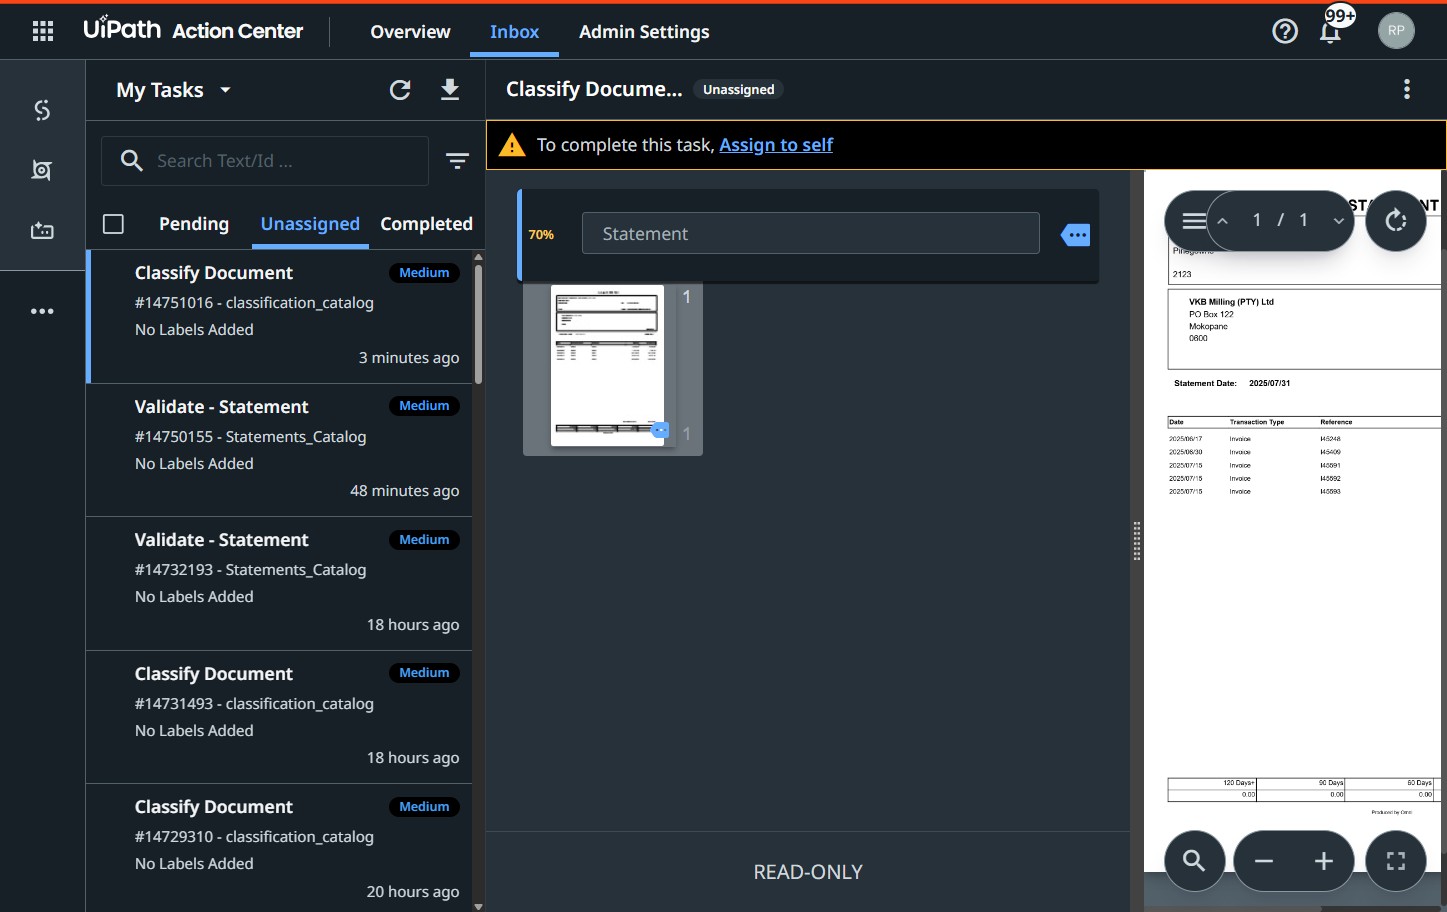 UiPath Action Center
Overview
Inbox
Admin Settings
99+
RP
My Tasks
Search Text/Id ...
Pending
Unassigned
Completed
Classify Document
Medium
#14751016 - classification_catalog
No Labels Added
3 minutes ago
Validate - Statement
Medium
#14750155 - Statements_Catalog
No Labels Added
48 minutes ago
Validate - Statement
Medium
#14732193 - Statements_Catalog
No Labels Added
18 hours ago
Classify Document
Medium
#14731493 - classification_catalog
No Labels Added
18 hours ago
Classify Document
Medium
#14729310 - classification_catalog
No Labels Added
20 hours ago
Classify Docume...
Unassigned
To complete this task, Assign to self
70%
Statement
1
1
READ-ONLY
1 / 1
2123
VKB Milling (PTY) Ltd
PO Box 122
Mokopane
0600
Statement Date: 2025/07/31
Date Transaction Type Reference
2025/06/17 Invoice I45248
2025/06/30 Invoice I45409
2025/07/15 Invoice I45591
2025/07/15 Invoice I45592
2025/07/15 Invoice I45593
120 Days+ 90 Days 60 Days
0.00 0.00 0.00
Produced by Omni